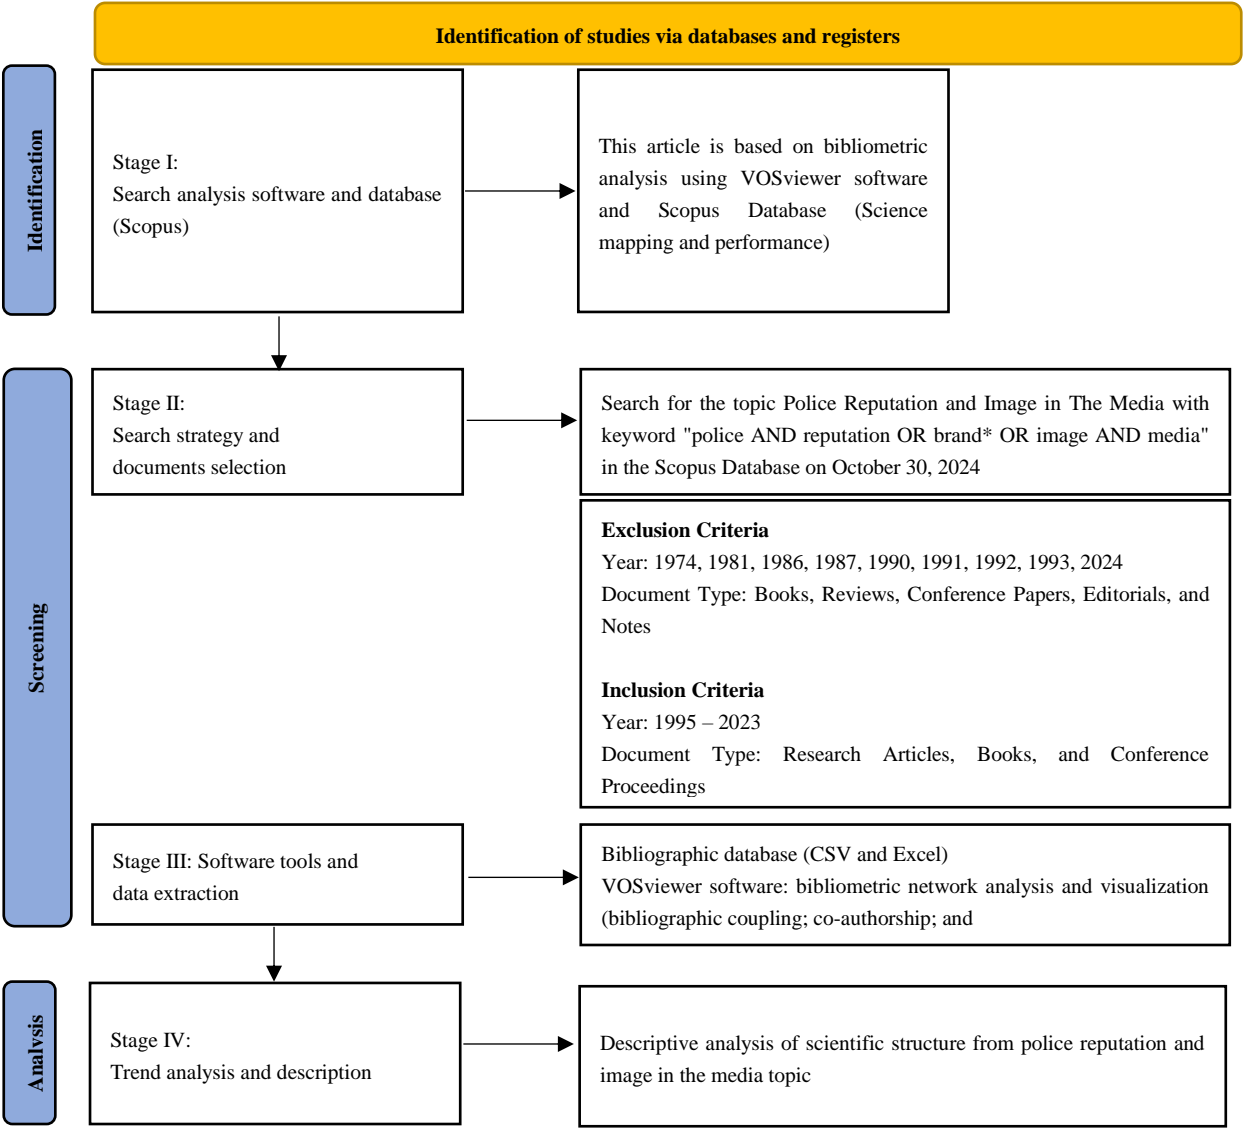 Identification of studies via databases and registers
Identification
Stage I:
Search analysis software and database
(Scopus)
This article is based on bibliometric
analysis using VOSviewer software
and Scopus Database (Science
mapping and performance)
Screening
Stage II:
Search strategy and
documents selection
Search for the topic Police Reputation and Image in The Media with
keyword "police AND reputation OR brand* OR image AND media"
in the Scopus Database on October 30, 2024
Exclusion Criteria
Year: 1974, 1981, 1986, 1987, 1990, 1991, 1992, 1993, 2024
Document Type: Books, Reviews, Conference Papers, Editorials, and
Notes
Inclusion Criteria
Year: 1995 – 2023
Document Type: Research Articles, Books, and Conference
Proceedings
Stage III: Software tools and
data extraction
Bibliographic database (CSV and Excel)
VOSviewer software: bibliometric network analysis and visualization
(bibliographic coupling; co-authorship; and
Analysis
Stage IV:
Trend analysis and description
Descriptive analysis of scientific structure from police reputation and
image in the media topic